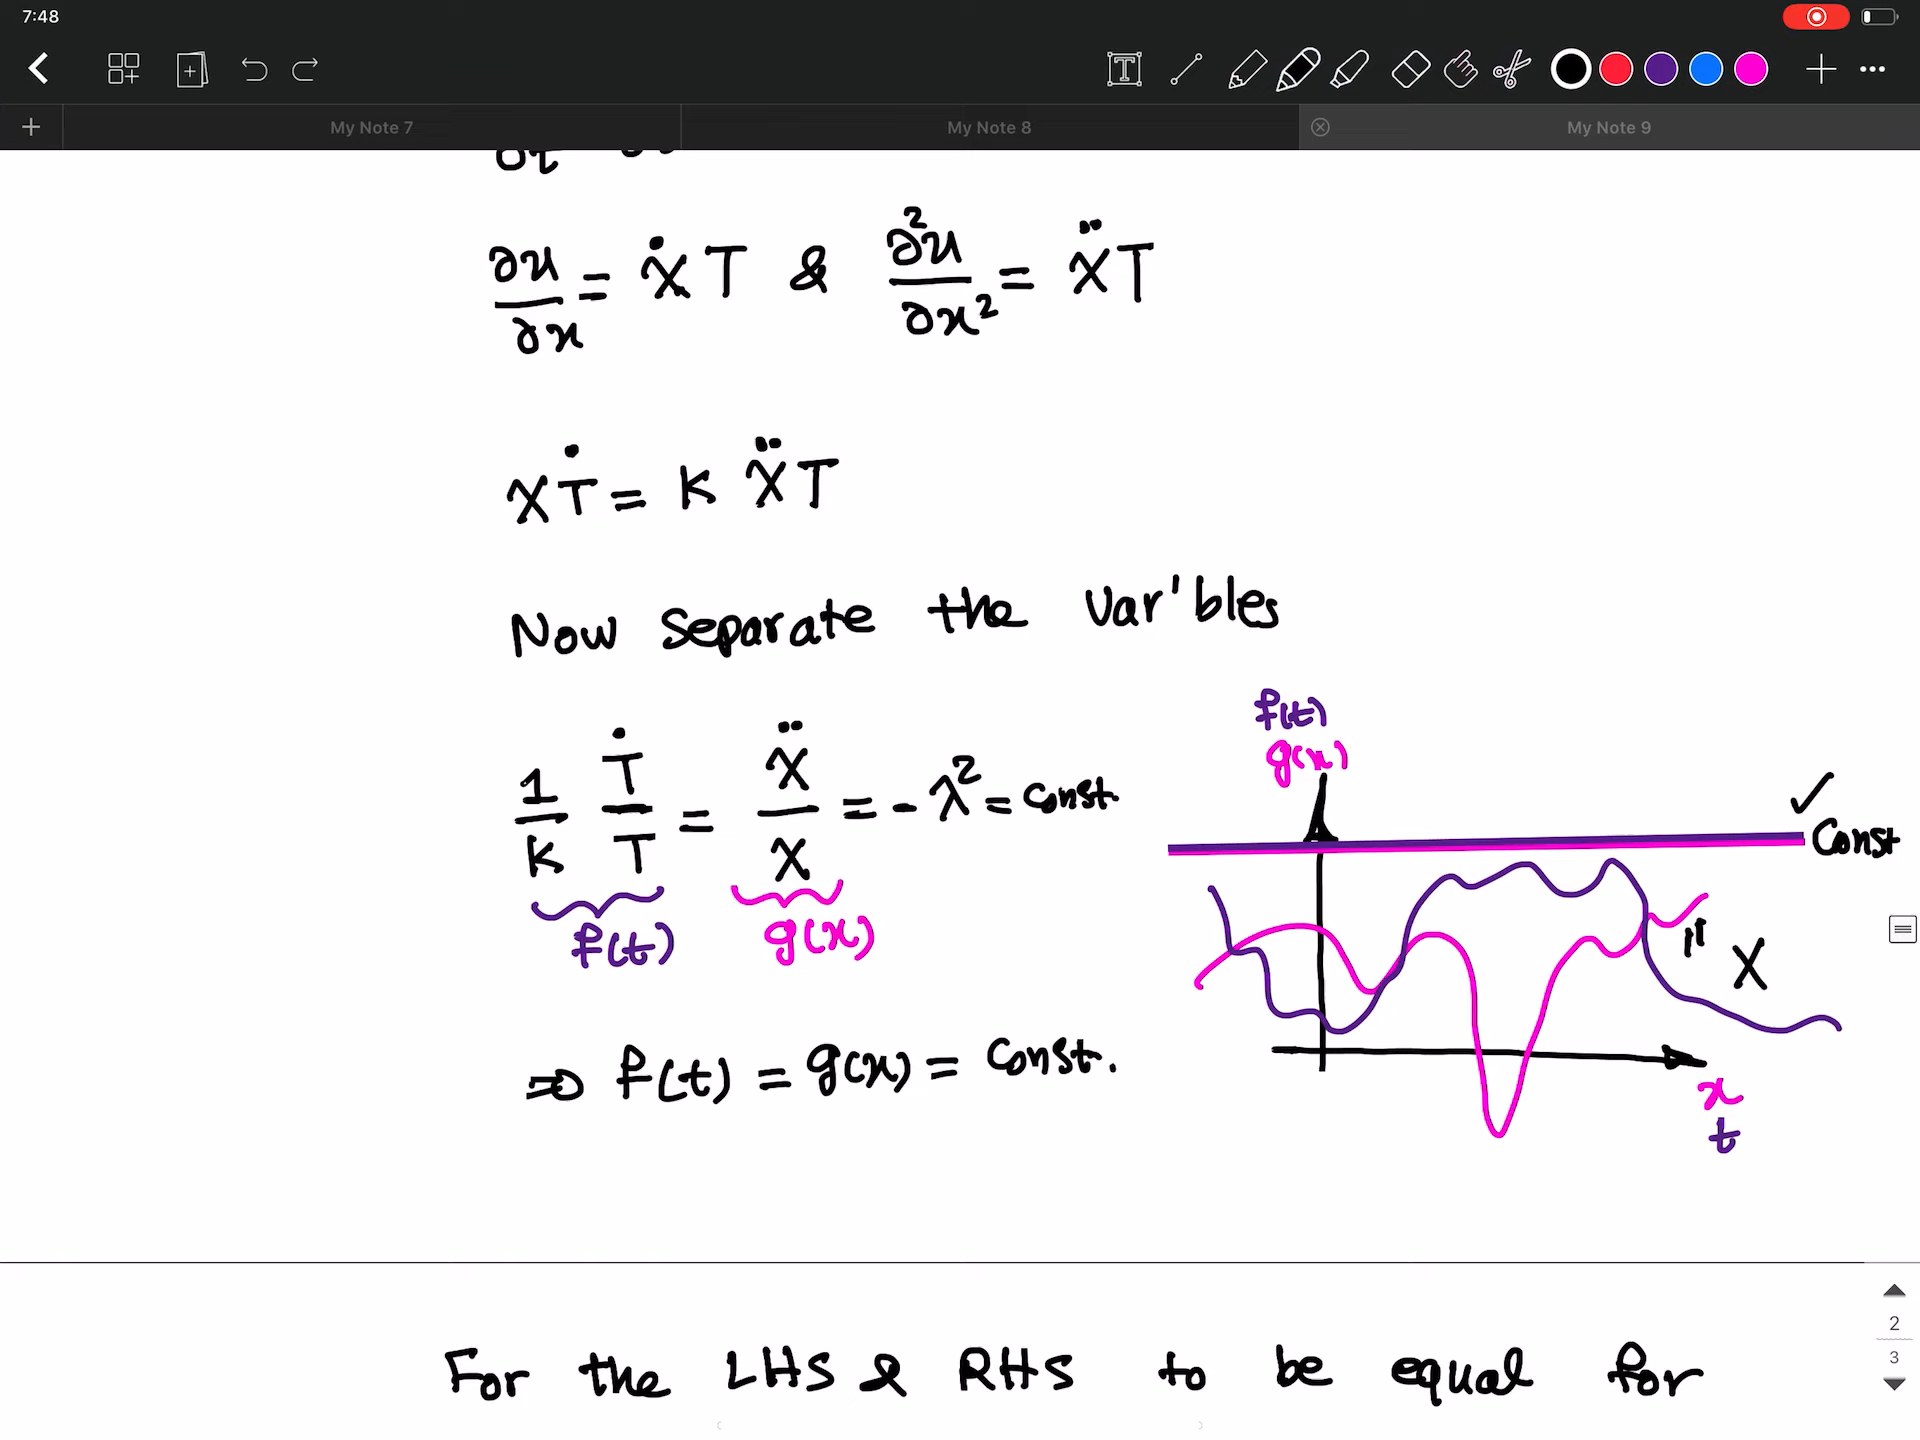 7:48
My Note 7
My Note 8
My Note 9
∂u/∂x = Ẋ T & ∂²u/∂x² = Ẍ T
X Ṫ = K Ẍ T
Now separate the var'bles
1/K Ṫ/T = Ẍ/X = -λ² = const.
f(t) g(x)
⇒ f(t) = g(x) = const.
f(t)
g(x)
✓
Const
X
x
t
For the LHS & RHS to be equal for
2
3